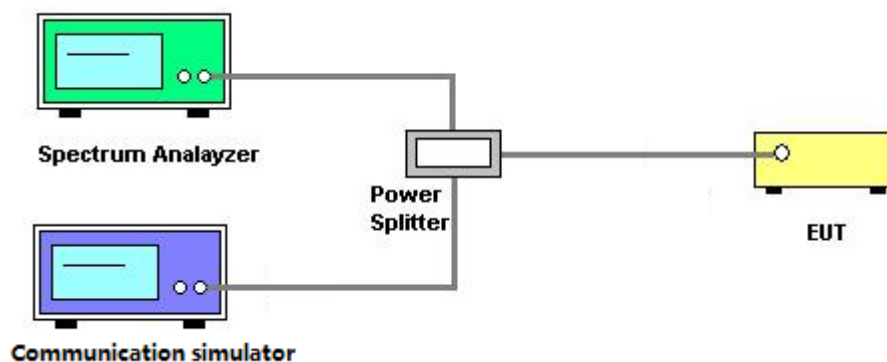 Spectrum Analayzer
Power
Splitter
EUT
Communication simulator